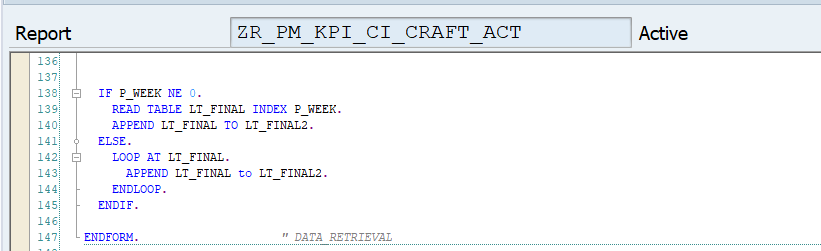 Report ZR_PM_KPI_CI_CRAFT_ACT Active
136
137
138 IF P_WEEK NE 0.
139 READ TABLE LT_FINAL INDEX P_WEEK.
140 APPEND LT_FINAL TO LT_FINAL2.
141 ELSE.
142 LOOP AT LT_FINAL.
143 APPEND LT_FINAL to LT_FINAL2.
144 ENDLOOP.
145 ENDIF.
146
147 ENDFORM. " DATA_RETRIEVAL